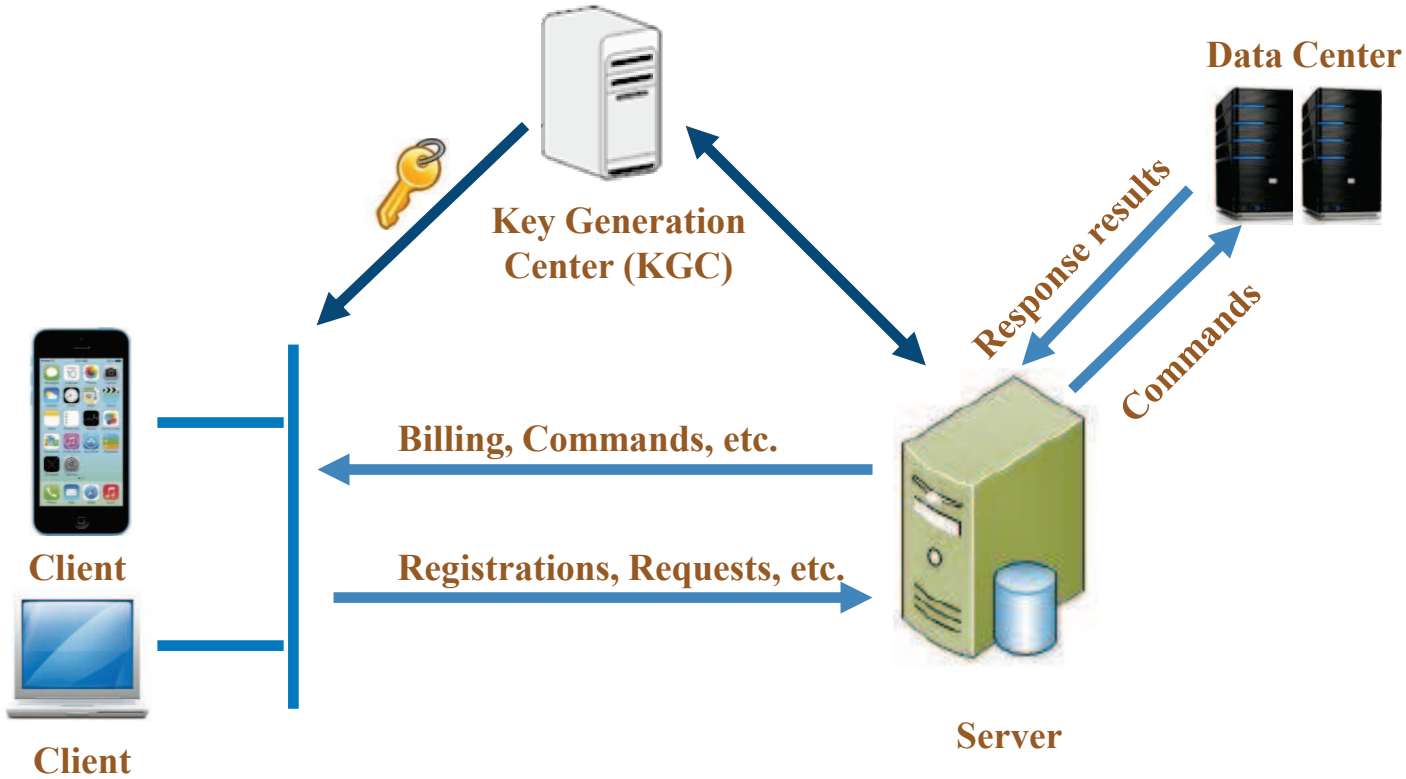 Data Center
Key Generation
Center (KGC)
Response results
Commands
Billing, Commands, etc.
Registrations, Requests, etc.
Client
Client
Server